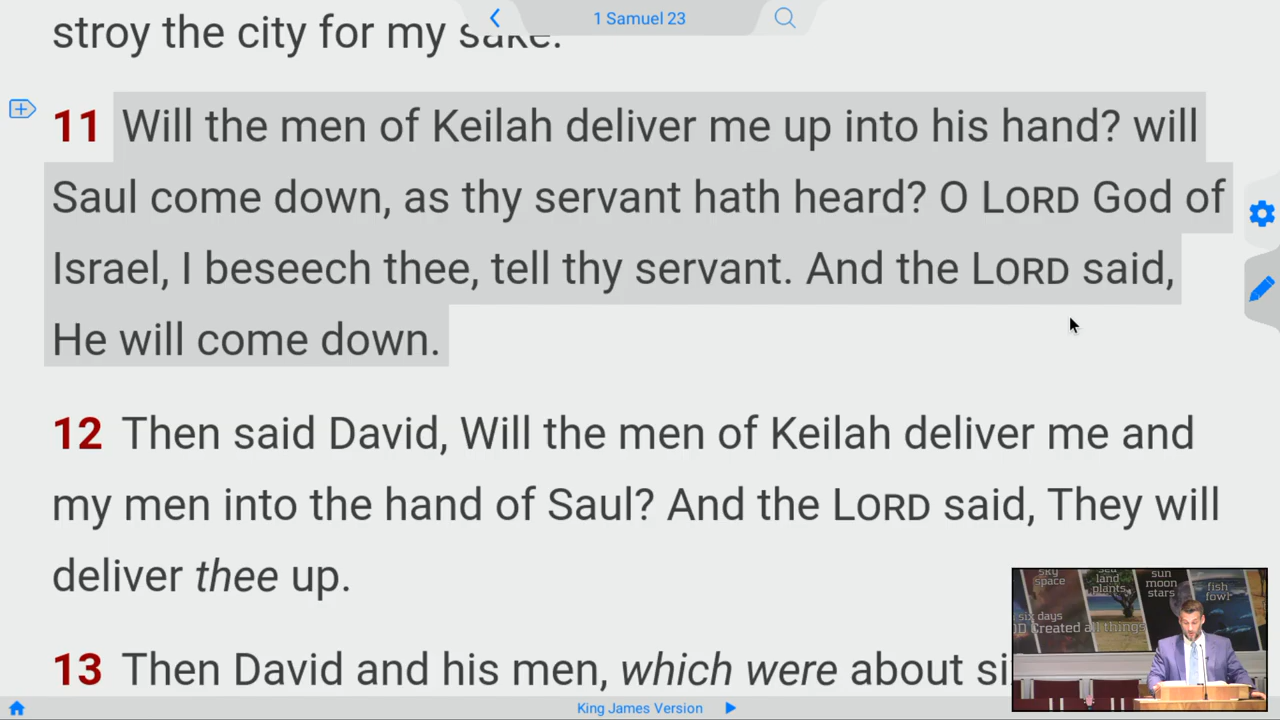 1 Samuel 23
stroy the city for my sake.
11 Will the men of Keilah deliver me up into his hand? will
Saul come down, as thy servant hath heard? O LORD God of
Israel, I beseech thee, tell thy servant. And the LORD said,
He will come down.
12 Then said David, Will the men of Keilah deliver me and
my men into the hand of Saul? And the LORD said, They will
deliver thee up.
13 Then David and his men, which were about si
sky
space
sea
land
plants
sun
moon
stars
fish
fowl
six days
Created all things
King James Version